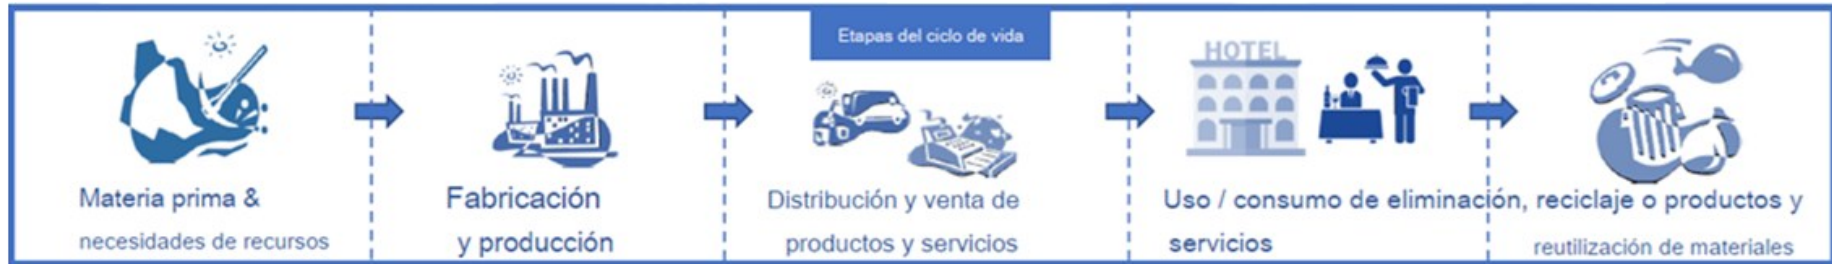 Etapas del ciclo de vida
HOTEL
Materia prima &
necesidades de recursos
Fabricación
y producción
Distribución y venta de
productos y servicios
Uso / consumo de eliminación, reciclaje o productos y
servicios
reutilización de materiales